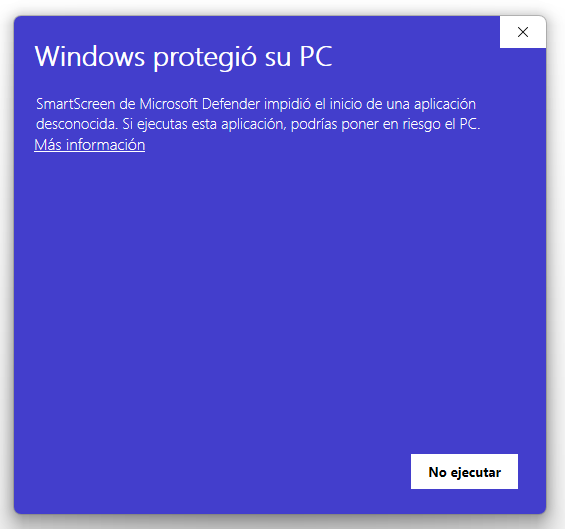 Windows protegió su PC
SmartScreen de Microsoft Defender impidió el inicio de una aplicación
desconocida. Si ejecutas esta aplicación, podrías poner en riesgo el PC.
Más información
No ejecutar